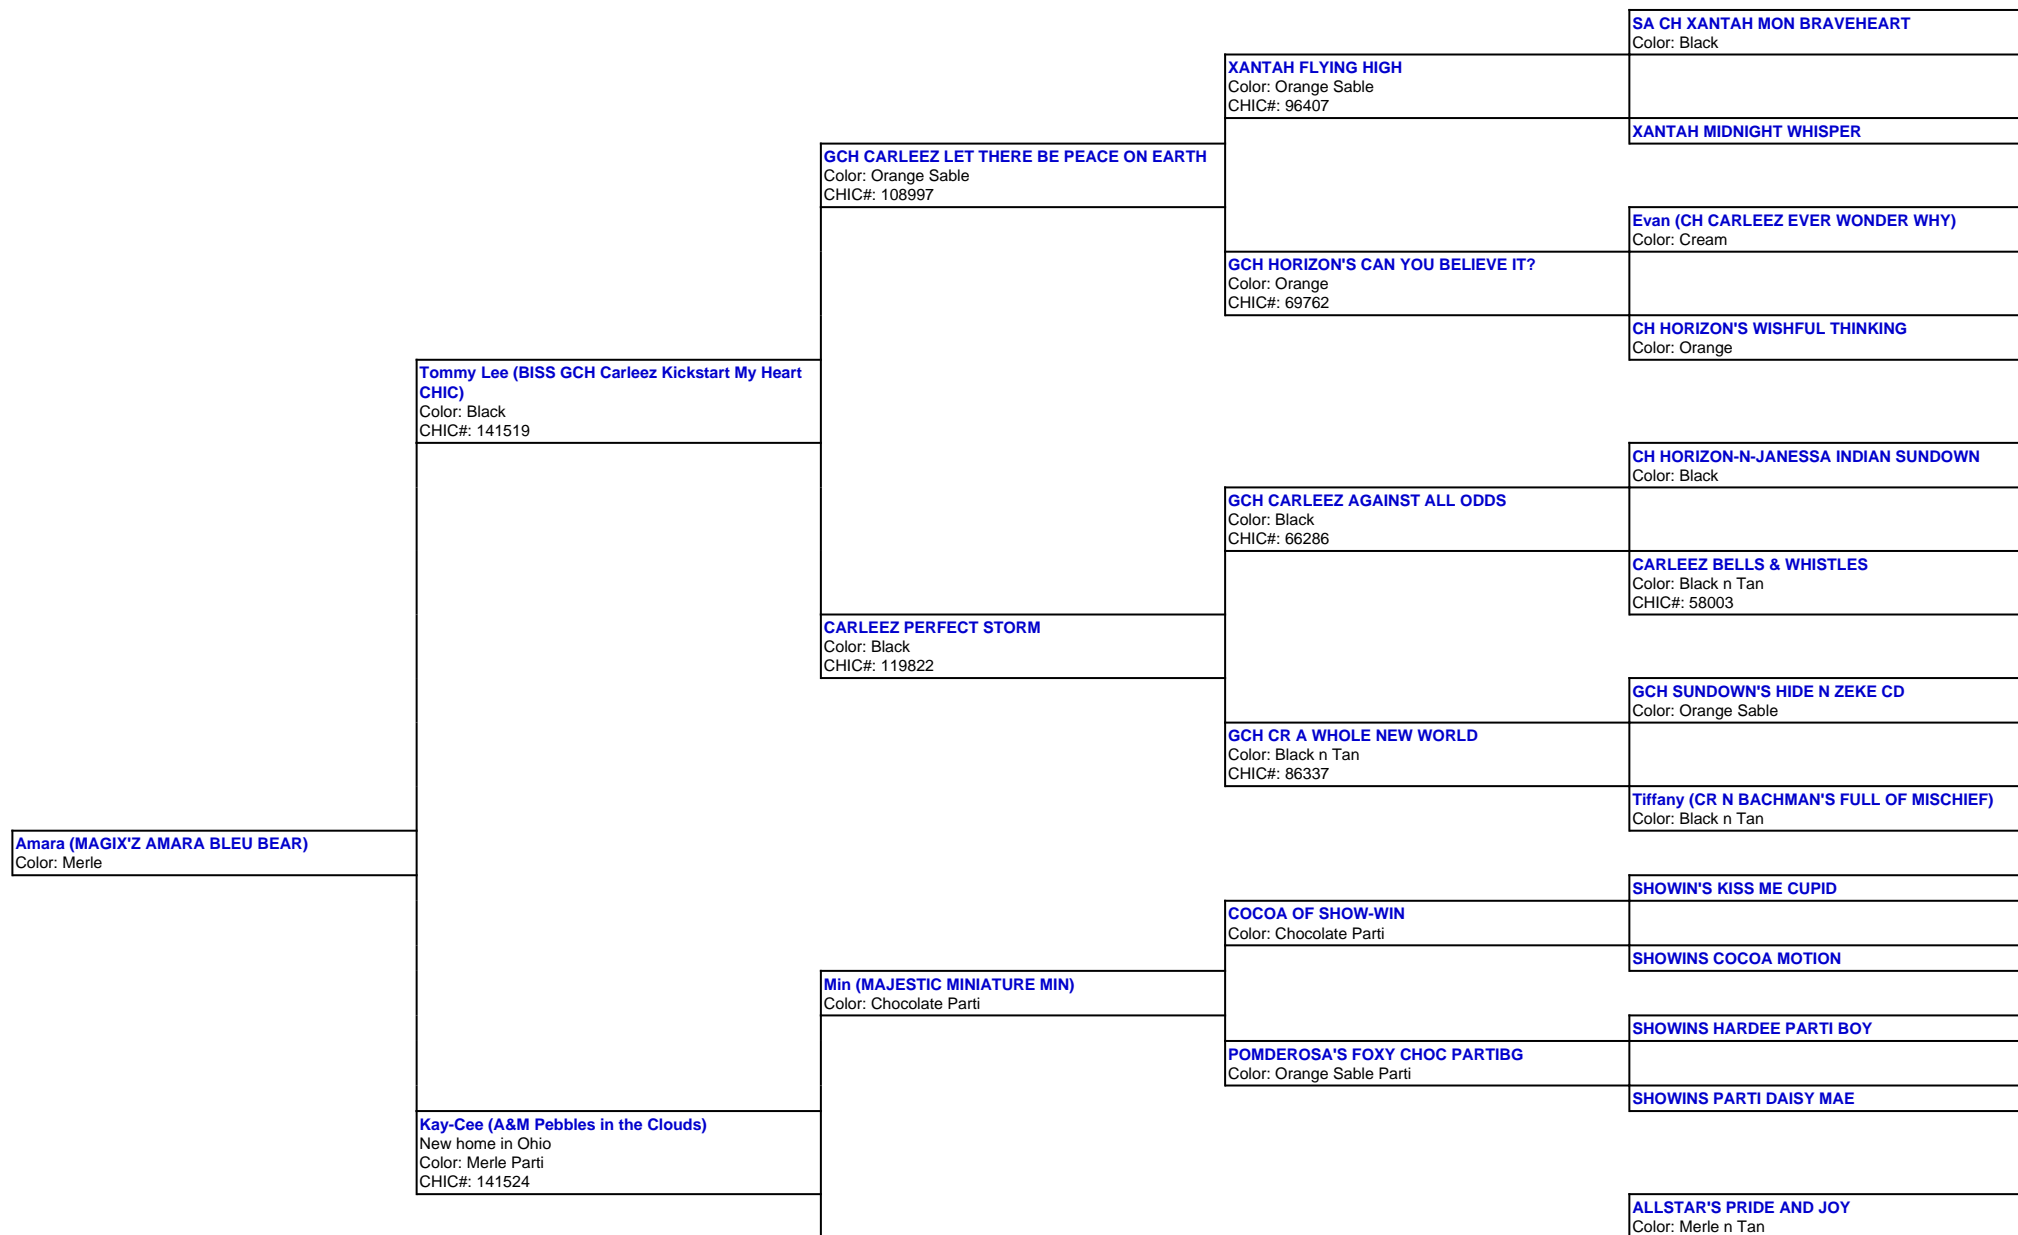 SA CH XANTAH MON BRAVEHEART
Color: Black
XANTAH FLYING HIGH
Color: Orange Sable
CHIC#: 96407
XANTAH MIDNIGHT WHISPER
GCH CARLEEZ LET THERE BE PEACE ON EARTH
Color: Orange Sable
CHIC#: 108997
Evan (CH CARLEEZ EVER WONDER WHY)
Color: Cream
GCH HORIZON'S CAN YOU BELIEVE IT?
Color: Orange
CHIC#: 69762
CH HORIZON'S WISHFUL THINKING
Color: Orange
Tommy Lee (BISS GCH Carleez Kickstart My Heart
CHIC)
Color: Black
CHIC#: 141519
CH HORIZON-N-JANESSA INDIAN SUNDOWN
Color: Black
GCH CARLEEZ AGAINST ALL ODDS
Color: Black
CHIC#: 66286
CARLEEZ BELLS & WHISTLES
Color: Black n Tan
CHIC#: 58003
CARLEEZ PERFECT STORM
Color: Black
CHIC#: 119822
GCH SUNDOWN'S HIDE N ZEKE CD
Color: Orange Sable
GCH CR A WHOLE NEW WORLD
Color: Black n Tan
CHIC#: 86337
Tiffany (CR N BACHMAN'S FULL OF MISCHIEF)
Color: Black n Tan
Amara (MAGIX'Z AMARA BLEU BEAR)
Color: Merle
SHOWIN'S KISS ME CUPID
COCOA OF SHOW-WIN
Color: Chocolate Parti
SHOWINS COCOA MOTION
Min (MAJESTIC MINIATURE MIN)
Color: Chocolate Parti
SHOWINS HARDEE PARTI BOY
POMDEROSA'S FOXY CHOC PARTIBG
Color: Orange Sable Parti
SHOWINS PARTI DAISY MAE
Kay-Cee (A&M Pebbles in the Clouds)
New home in Ohio
Color: Merle Parti
CHIC#: 141524
ALLSTAR'S PRIDE AND JOY
Color: Merle n Tan